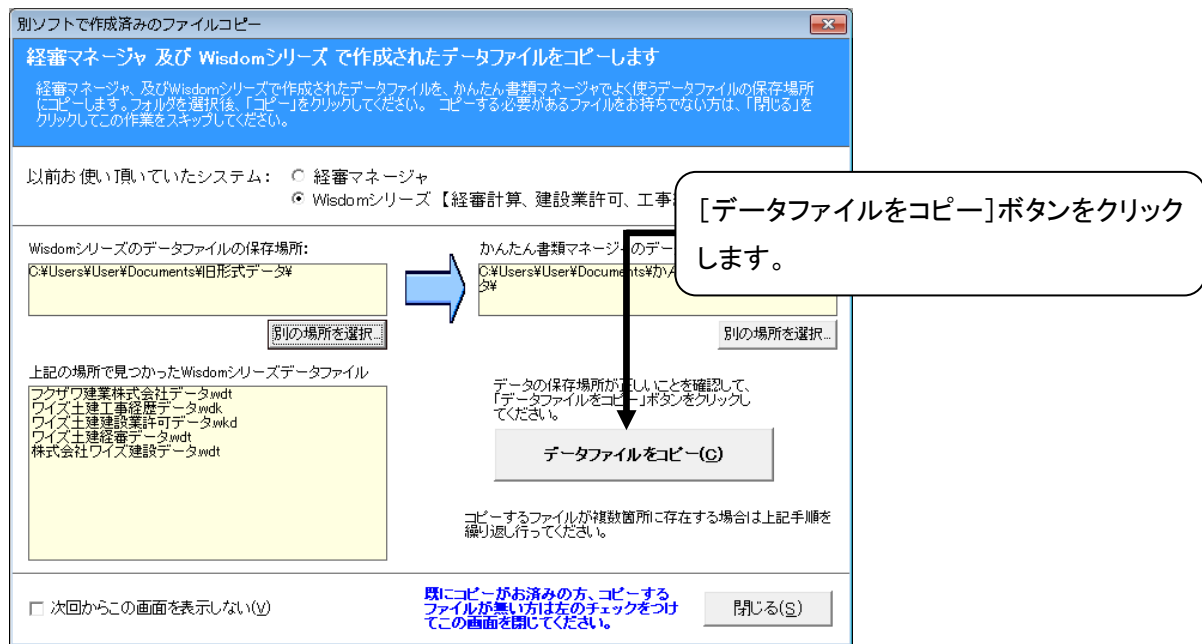 別ソフトで作成済みのファイルコピー
経審マネージャ 及び Wisdomシリーズ で作成されたデータファイルをコピーします
経審マネージャ、及びWisdomシリーズで作成されたデータファイルを、かんたん書類マネージャでよく使うデータファイルの保存場所
にコピーします。フォルダを選択後、「コピー」をクリックしてください。 コピーする必要があるファイルをお持ちでない方は、「閉じる」を
クリックしてこの作業をスキップしてください。
以前お使い頂いていたシステム:
経審マネージャ
Wisdomシリーズ 【経審計算、建設業許可、工事
[データファイルをコピー]ボタンをクリック
します。
Wisdomシリーズのデータファイルの保存場所:
C:¥Users¥User¥Documents¥旧形式データ¥
別の場所を選択...
かんたん書類マネージャのデー
C:¥Users¥User¥Documents¥かん
タ¥
別の場所を選択...
上記の場所で見つかったWisdomシリーズデータファイル
フクザワ建業株式会社データ.wdt
ワイズ土建工事経歴データ.wdk
ワイズ土建建設業許可データ.wkd
ワイズ土建経審データ.wdt
株式会社ワイズ建設データ.wdt
データの保存場所が正しいことを確認して、
「データファイルをコピー」ボタンをクリックし
てください。
データファイルをコピー(C)
コピーするファイルが複数箇所に存在する場合は上記手順を
繰り返し行ってください。
次回からこの画面を表示しない(V)
既にコピーがお済みの方、コピーする
ファイルが無い方は左のチェックをつけ
てこの画面を閉じてください。
閉じる(S)